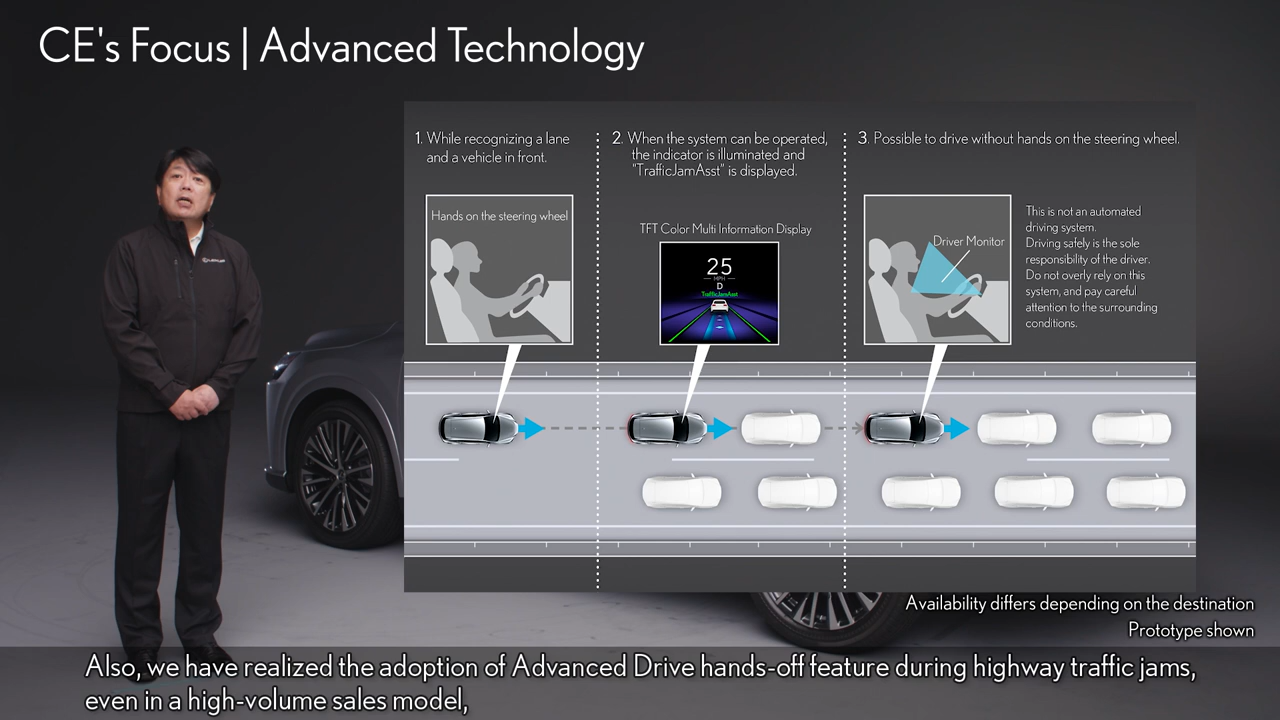 CE's Focus | Advanced Technology
1. While recognizing a lane
and a vehicle in front.
2. When the system can be operated,
the indicator is illuminated and
"TrafficJamAsst" is displayed.
3. Possible to drive without hands on the steering wheel.
Hands on the steering wheel
TFT Color Multi Information Display
25
MPH
D
TrafficJamAsst
Driver Monitor
This is not an automated
driving system.
Driving safely is the sole
responsibility of the driver.
Do not overly rely on this
system, and pay careful
attention to the surrounding
conditions.
LEXUS
Availability differs depending on the destination
Prototype shown
Also, we have realized the adoption of Advanced Drive hands-off feature during highway traffic jams,
even in a high-volume sales model,